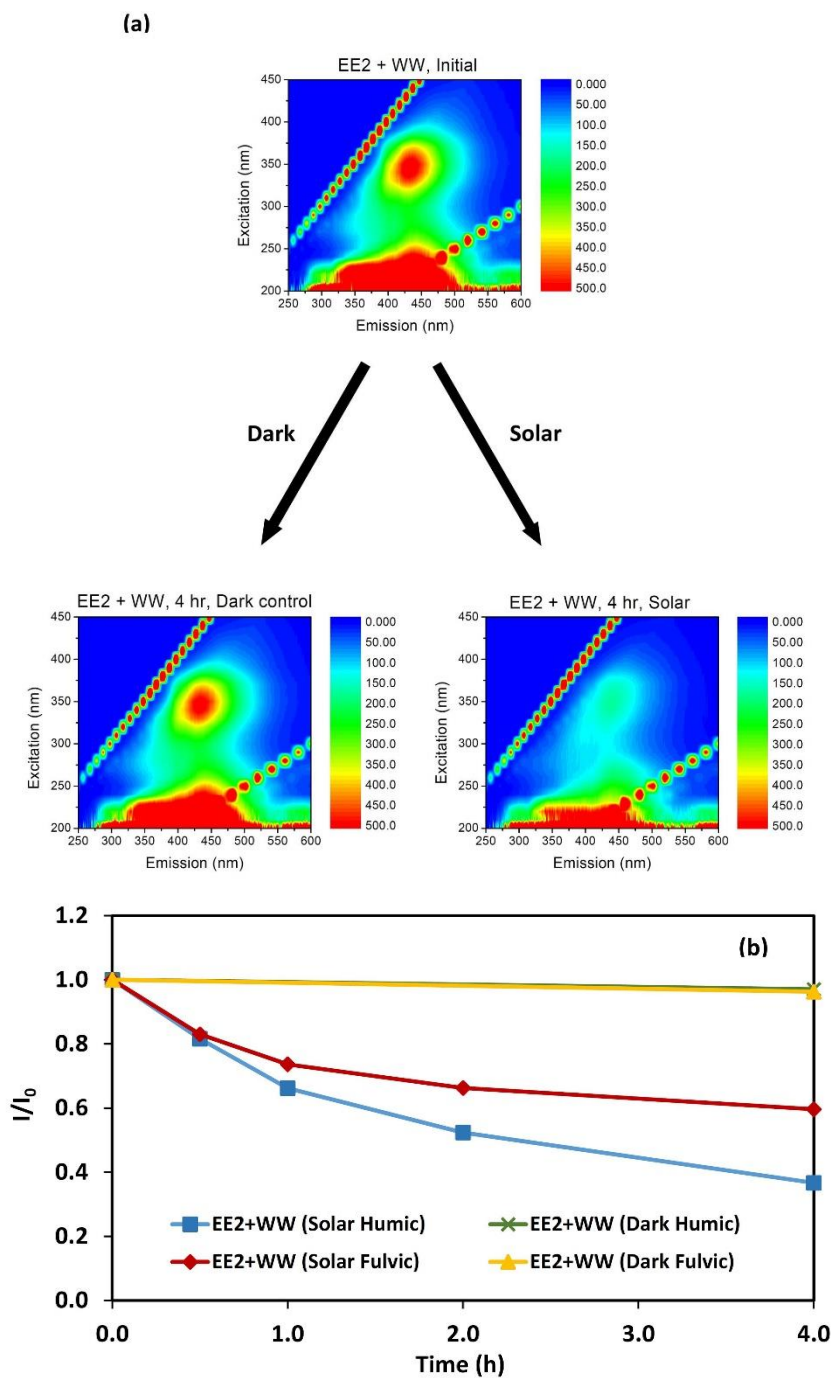 (a)
EE2 + WW, Initial
450
400
350
300
250
200
Excitation (nm)
250 300 350 400 450 500 550 600
Emission (nm)
0.000
50.00
100.0
150.0
200.0
250.0
300.0
350.0
400.0
450.0
500.0
Dark
Solar
EE2 + WW, 4 hr, Dark control
450
400
350
300
250
200
Excitation (nm)
250 300 350 400 450 500 550 600
Emission (nm)
0.000
50.00
100.0
150.0
200.0
250.0
300.0
350.0
400.0
450.0
500.0
EE2 + WW, 4 hr, Solar
450
400
350
300
250
200
Excitation (nm)
250 300 350 400 450 500 550 600
Emission (nm)
0.000
50.00
100.0
150.0
200.0
250.0
300.0
350.0
400.0
450.0
500.0
(b)
1.2
1.0
0.8
0.6
0.4
0.2
0.0
I/I₀
EE2+WW (Solar Humic)
EE2+WW (Dark Humic)
EE2+WW (Solar Fulvic)
EE2+WW (Dark Fulvic)
0.0 1.0 2.0 3.0 4.0
Time (h)